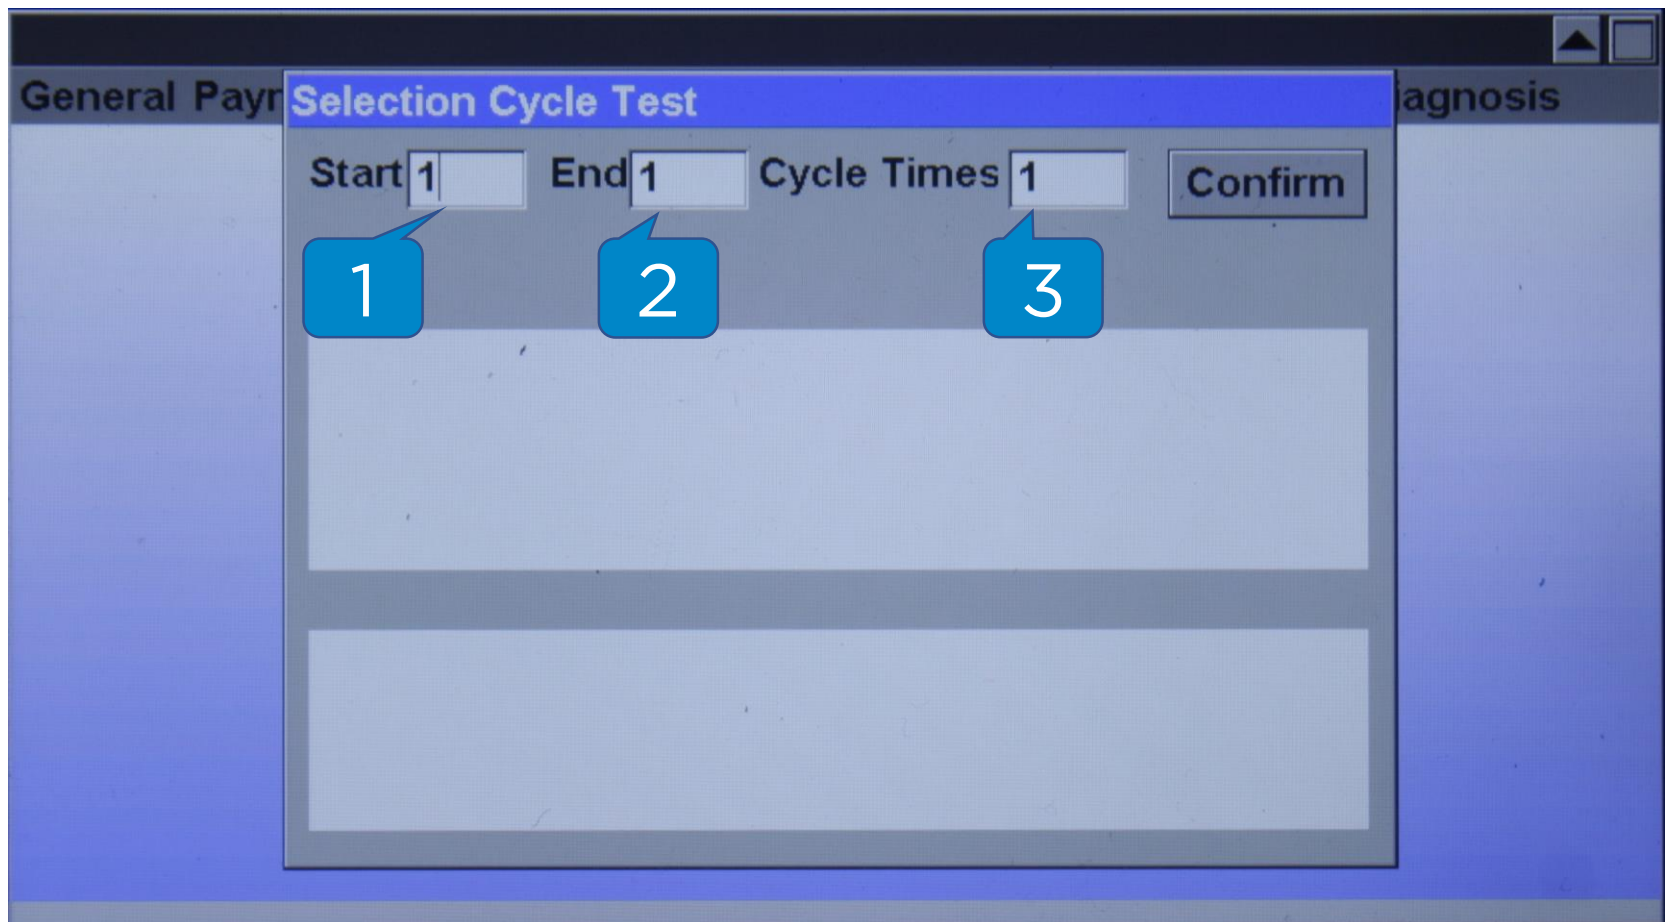 General Payr
iagnosis
Selection Cycle Test
Start 1 End 1 Cycle Times 1 Confirm
1 2 3